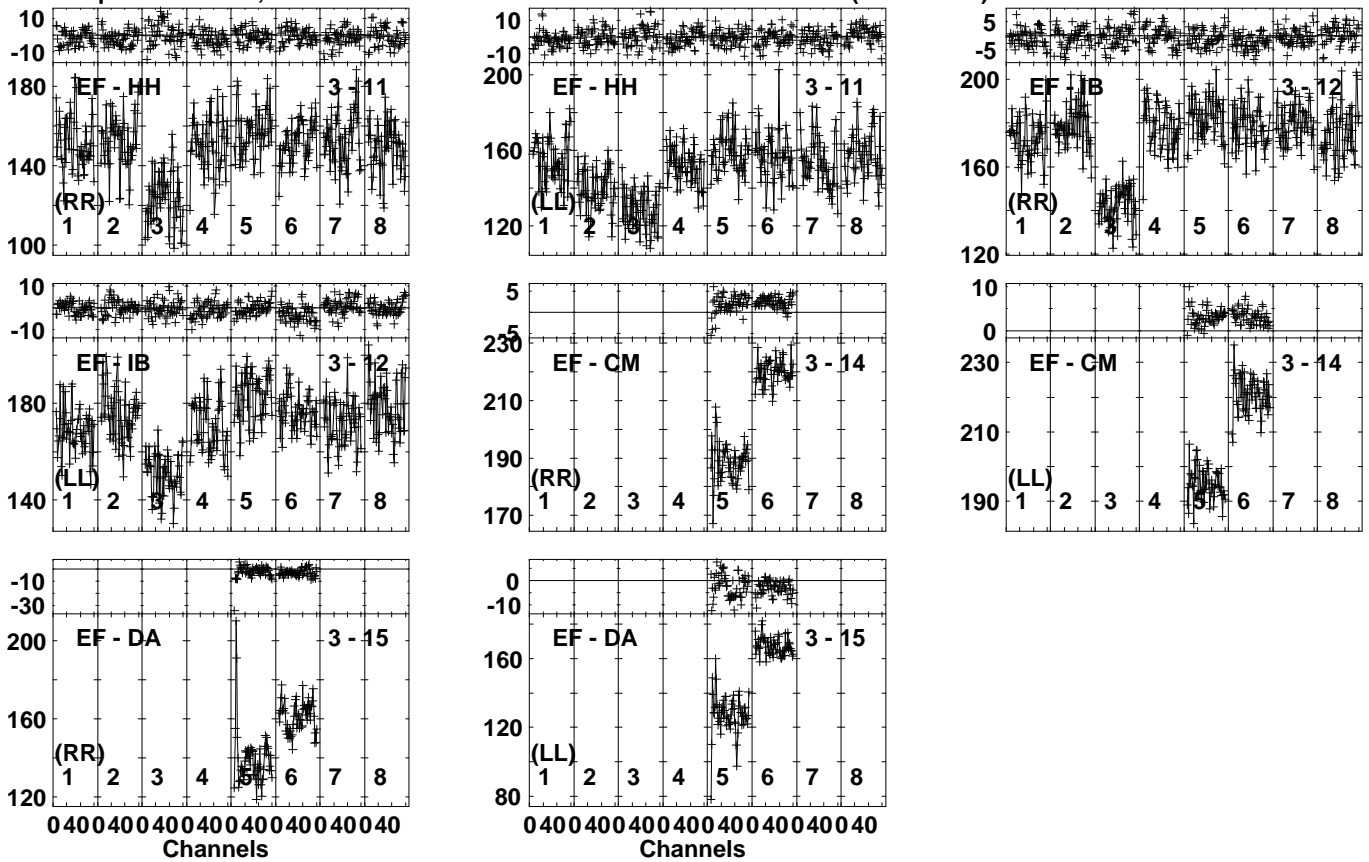 10 10 5
-10 -10 -5
180 EF - HH 3 - 11 200 EF - HH 3 - 11 200 EF - IB 3 - 12
140 160 160
(RR) (LL) (RR)
1 2 3 4 5 6 7 8 1 2 3 4 5 6 7 8 1 2 3 4 5 6 7 8
100 120 120
10 5 10
-10 5 0
EF - IB 3 - 12 230 EF - CM 3 - 14 230 EF - CM 3 - 14
180 210 210
(LL) 190 (RR) (LL)
140 1 2 3 4 5 6 7 8 170 1 2 3 4 5 6 7 8 190 1 2 3 4 5 6 7 8
-10 0
-30 -10
200 EF - DA 3 - 15 160 EF - DA 3 - 15
160 120
(RR) (LL)
1 2 3 4 5 6 7 8 1 2 3 4 5 6 7 8
120 80
0 40 0 40 0 40 0 40 0 40 0 40 0 40 0 40 0 40 0 40 0 40 0 40 0 40 0 40 0 40 0 40
Channels Channels